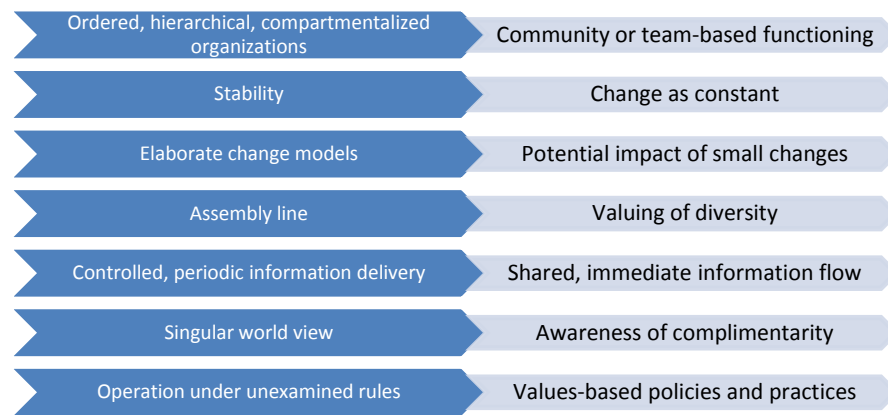 Ordered, hierarchical, compartmentalized
organizations
Community or team-based functioning
Stability
Change as constant
Elaborate change models
Potential impact of small changes
Assembly line
Valuing of diversity
Controlled, periodic information delivery
Shared, immediate information flow
Singular world view
Awareness of complimentarity
Operation under unexamined rules
Values-based policies and practices